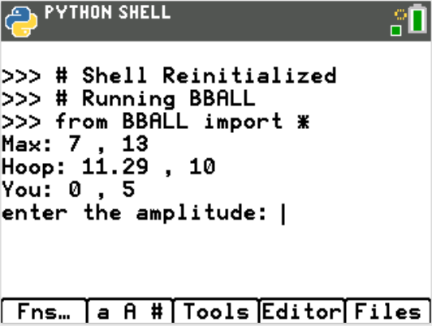 PYTHON SHELL
>>> # Shell Reinitialized
>>> # Running BBALL
>>> from BBALL import *
Max: 7 , 13
Hoop: 11.29 , 10
You: 0 , 5
enter the amplitude: |
Fns… a A # Tools Editor Files